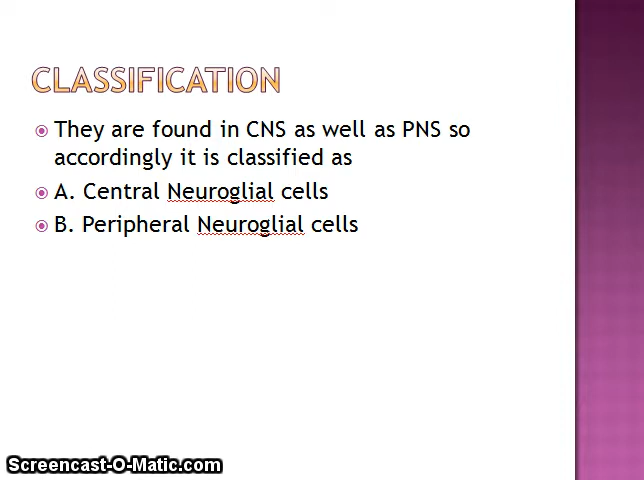 CLASSIFICATION
They are found in CNS as well as PNS so
accordingly it is classified as
A. Central Neuroglial cells
B. Peripheral Neuroglial cells
Screencast-O-Matic.com